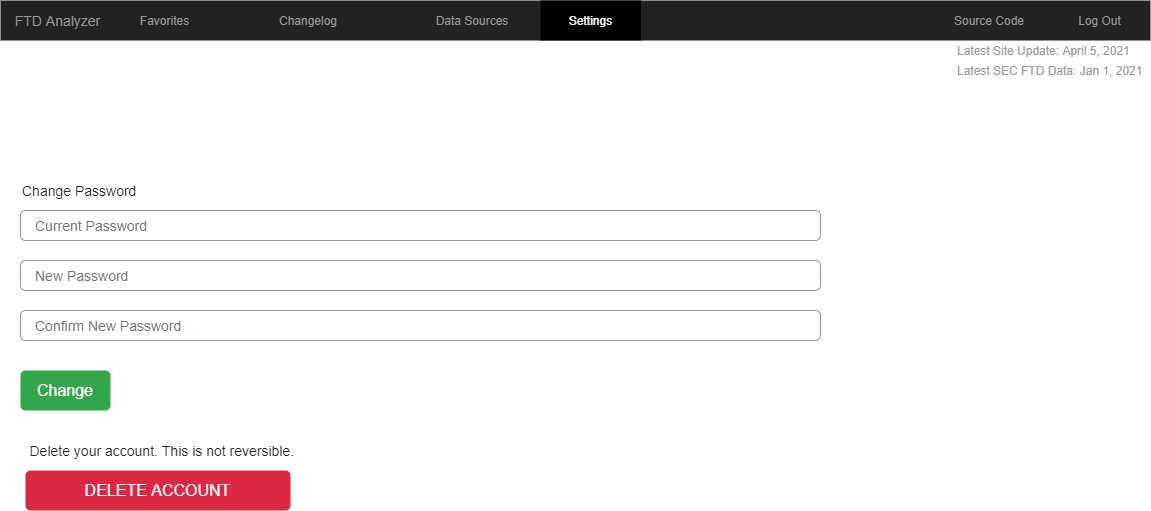 FTD Analyzer Favorites Changelog Data Sources Settings Source Code Log Out
Latest Site Update: April 5, 2021
Latest SEC FTD Data: Jan 1, 2021
Change Password
Current Password
New Password
Confirm New Password
Change
Delete your account. This is not reversible.
DELETE ACCOUNT